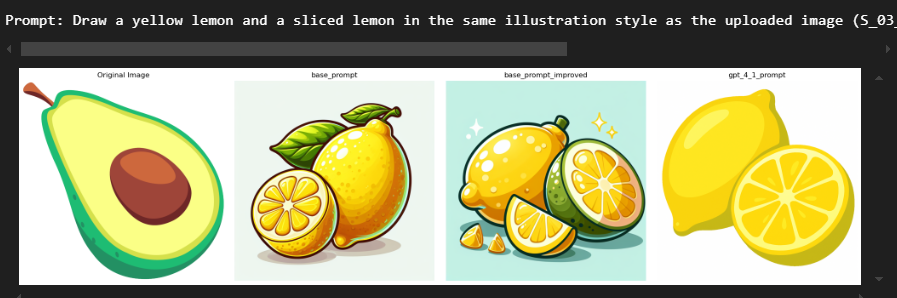 Prompt: Draw a yellow lemon and a sliced lemon in the same illustration style as the uploaded image (S_03_
Original Image
base_prompt
base_prompt_improved
gpt_4_1_prompt